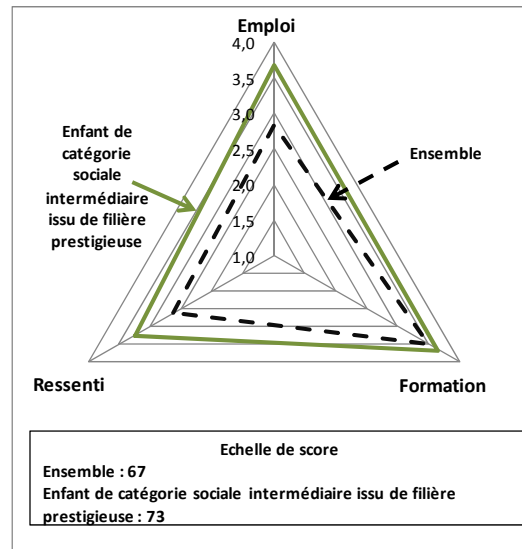 Emploi
4,0
3,5
3,0
2,5
2,0
1,5
1,0
Enfant de
catégorie
sociale
intermédiaire
issu de filière
prestigieuse
Ensemble
Ressenti
Formation
Echelle de score
Ensemble : 67
Enfant de catégorie sociale intermédiaire issu de filière
prestigieuse : 73